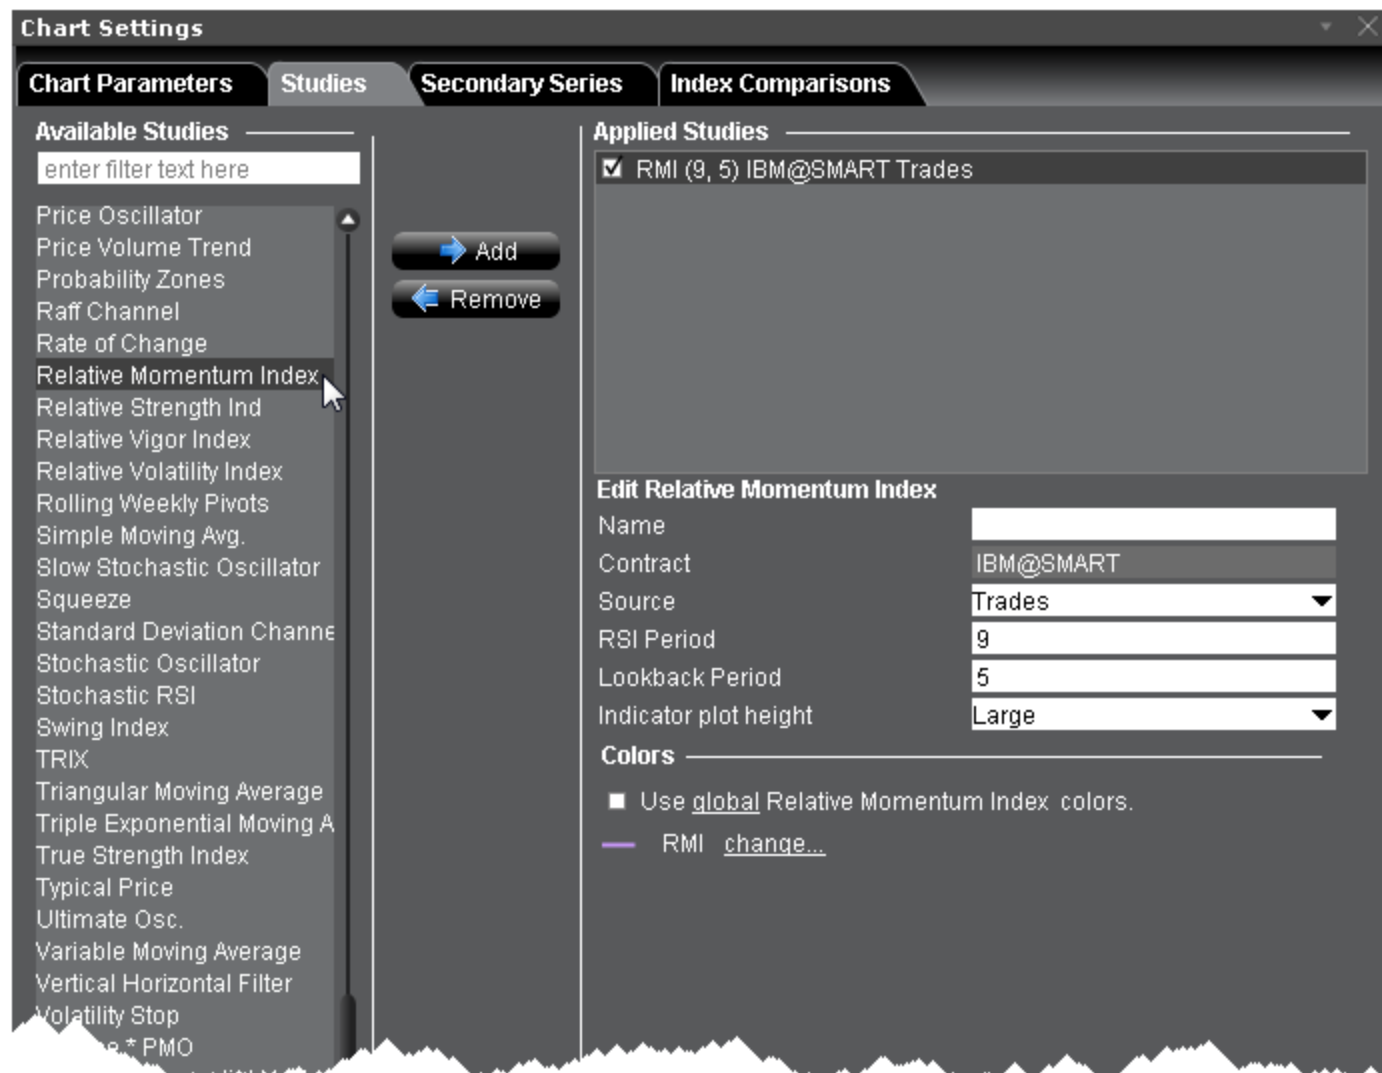 Chart Settings
Chart Parameters
Studies
Secondary Series
Index Comparisons
Available Studies
enter filter text here
Price Oscillator
Price Volume Trend
Probability Zones
Raff Channel
Rate of Change
Relative Momentum Index
Relative Strength Ind
Relative Vigor Index
Relative Volatility Index
Rolling Weekly Pivots
Simple Moving Avg.
Slow Stochastic Oscillator
Squeeze
Standard Deviation Channe
Stochastic Oscillator
Stochastic RSI
Swing Index
TRIX
Triangular Moving Average
Triple Exponential Moving A
True Strength Index
Typical Price
Ultimate Osc.
Variable Moving Average
Vertical Horizontal Filter
Volatility Stop
* PMO
Add
Remove
Applied Studies
RMI (9, 5) IBM@SMART Trades
Edit Relative Momentum Index
Name
Contract IBM@SMART
Source Trades
RSI Period 9
Lookback Period 5
Indicator plot height Large
Colors
Use global Relative Momentum Index colors.
RMI change...